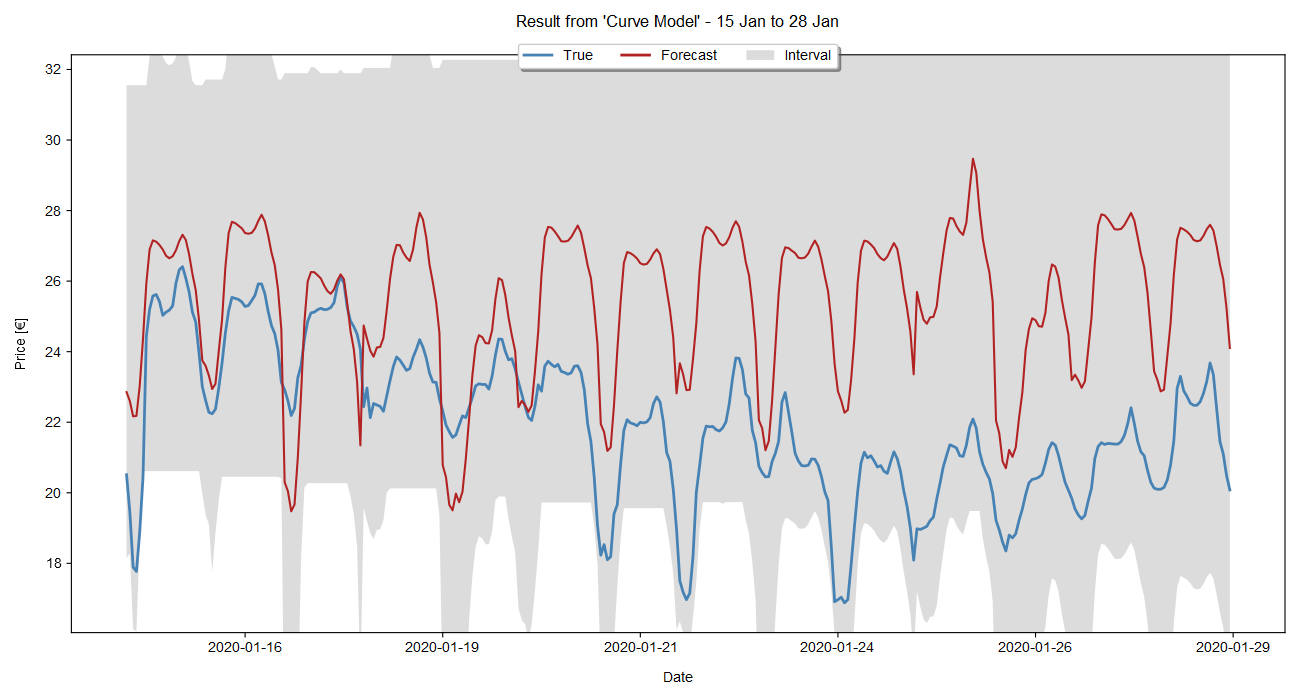 Result from 'Curve Model' - 15 Jan to 28 Jan
True Forecast Interval
32
30
28
26
24
22
20
18
Price [€]
2020-01-16 2020-01-19 2020-01-21 2020-01-24 2020-01-26 2020-01-29
Date